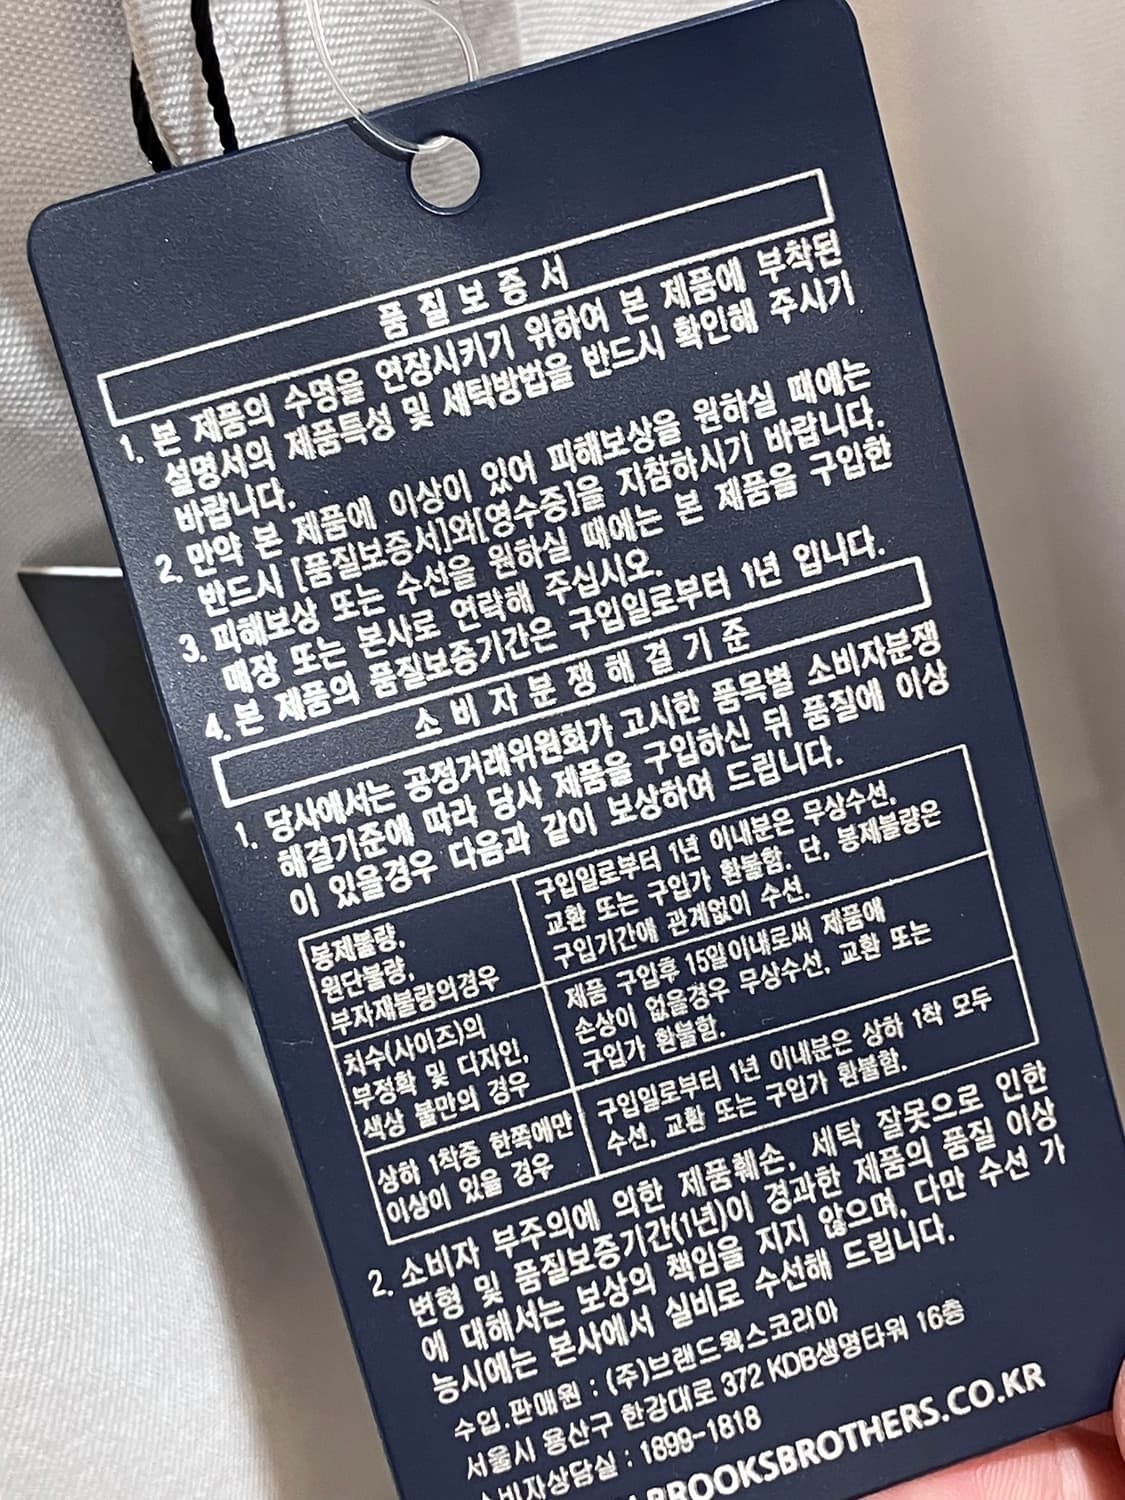 품질보증서
1. 본 제품의 수명을 연장시키기 위하여 본 제품에 부착된
설명서의 제품특성 및 세탁방법을 반드시 확인해 주시기
바랍니다.
2. 만약 본 제품에 이상이 있어 피해보상을 원하실 때에는
반드시 [품질보증서]와[영수증]을 지참하시기 바랍니다.
3. 피해보상 또는 수선을 원하실 때에는 본 제품을 구입한
매장 또는 본사로 연락해 주십시오.
4. 본 제품의 품질보증기간은 구입일로부터 1년 입니다.
소비자분쟁해결기준
1. 당사에서는 공정거래위원회가 고시한 품목별 소비자분쟁
해결기준에 따라 당사 제품을 구입하신 뒤 품질에 이상
이 있을경우 다음과 같이 보상하여 드립니다.
봉제불량,
원단불량,
부자재불량의경우
구입일로부터 1년 이내분은 무상수선,
교환 또는 구입가 환불함. 단, 봉제불량은
구입기간에 관계없이 수선.
치수(사이즈)의
부정확 및 디자인,
색상 불만의 경우
제품 구입후 15일이내로써 제품에
손상이 없을경우 무상수선, 교환 또는
구입가 환불함.
상하 1착중 한쪽에만
이상이 있을 경우
구입일로부터 1년 이내분은 상하 1착 모두
수선, 교환 또는 구입가 환불함.
2. 소비자 부주의에 의한 제품훼손, 세탁 잘못으로 인한
변형 및 품질보증기간(1년)이 경과한 제품의 품질 이상
에 대해서는 보상의 책임을 지지 않으며, 다만 수선 가
능시에는 본사에서 실비로 수선해 드립니다.
수입.판매원 : (주)브랜드웍스코리아
서울시 용산구 한강대로 372 KDB생명타워 16층
소비자상담실 : 1899-1818
BROOKSBROTHERS.CO.KR